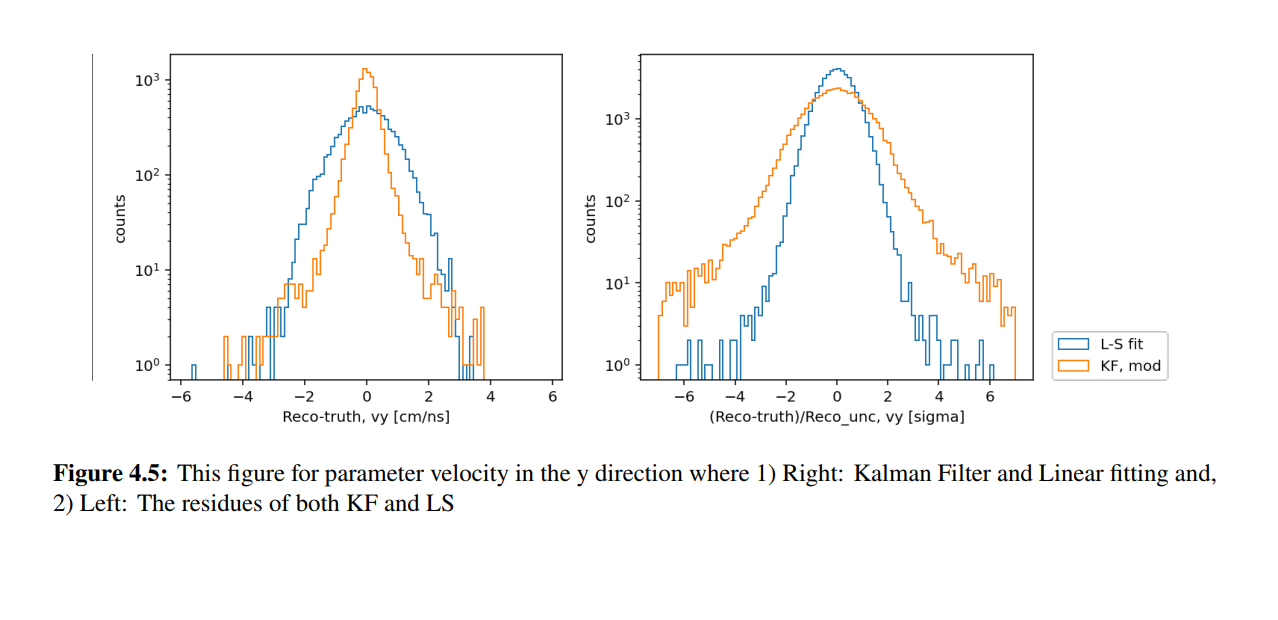 10³
10²
10¹
10⁰
counts
−6 −4 −2 0 2 4 6
Reco-truth, vy [cm/ns]
10³
10²
10¹
10⁰
counts
−6 −4 −2 0 2 4 6
(Reco-truth)/Reco_unc, vy [sigma]
L-S fit
KF, mod
Figure 4.5: This figure for parameter velocity in the y direction where 1) Right: Kalman Filter and Linear fitting and,
2) Left: The residues of both KF and LS